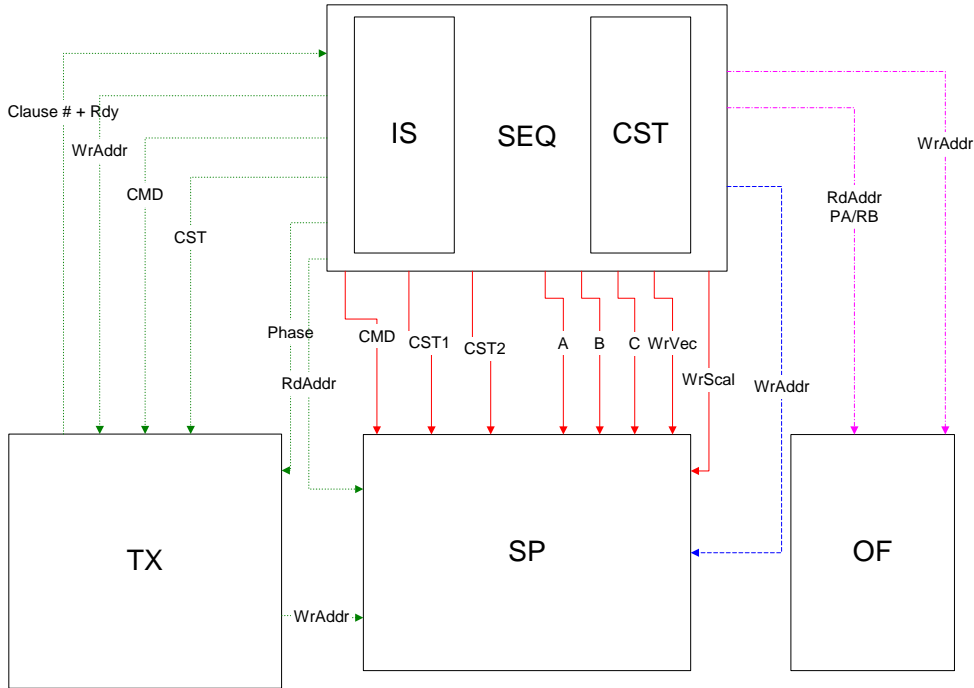 Clause # + Rdy
WrAddr
CMD
CST
IS
SEQ
CST
WrAddr
RdAddr
PA/RB
Phase
RdAddr
CMD
CST1
CST2
A
B
C
WrVec
WrScal
WrAddr
TX
SP
OF
WrAddr